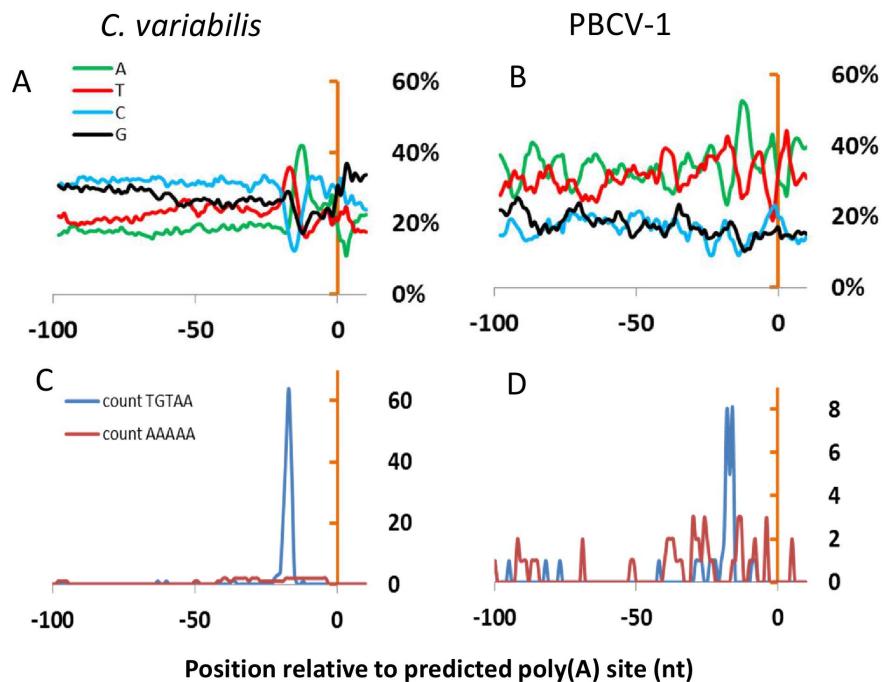 C. variabilis PBCV-1
A
A
T
C
G
60%
40%
20%
0%
-100 -50 0
B
60%
40%
20%
0%
-100 -50 0
C
count TGTAA
count AAAAA
60
40
20
0
-100 -50 0
D
8
6
4
2
0
-100 -50 0
Position relative to predicted poly(A) site (nt)